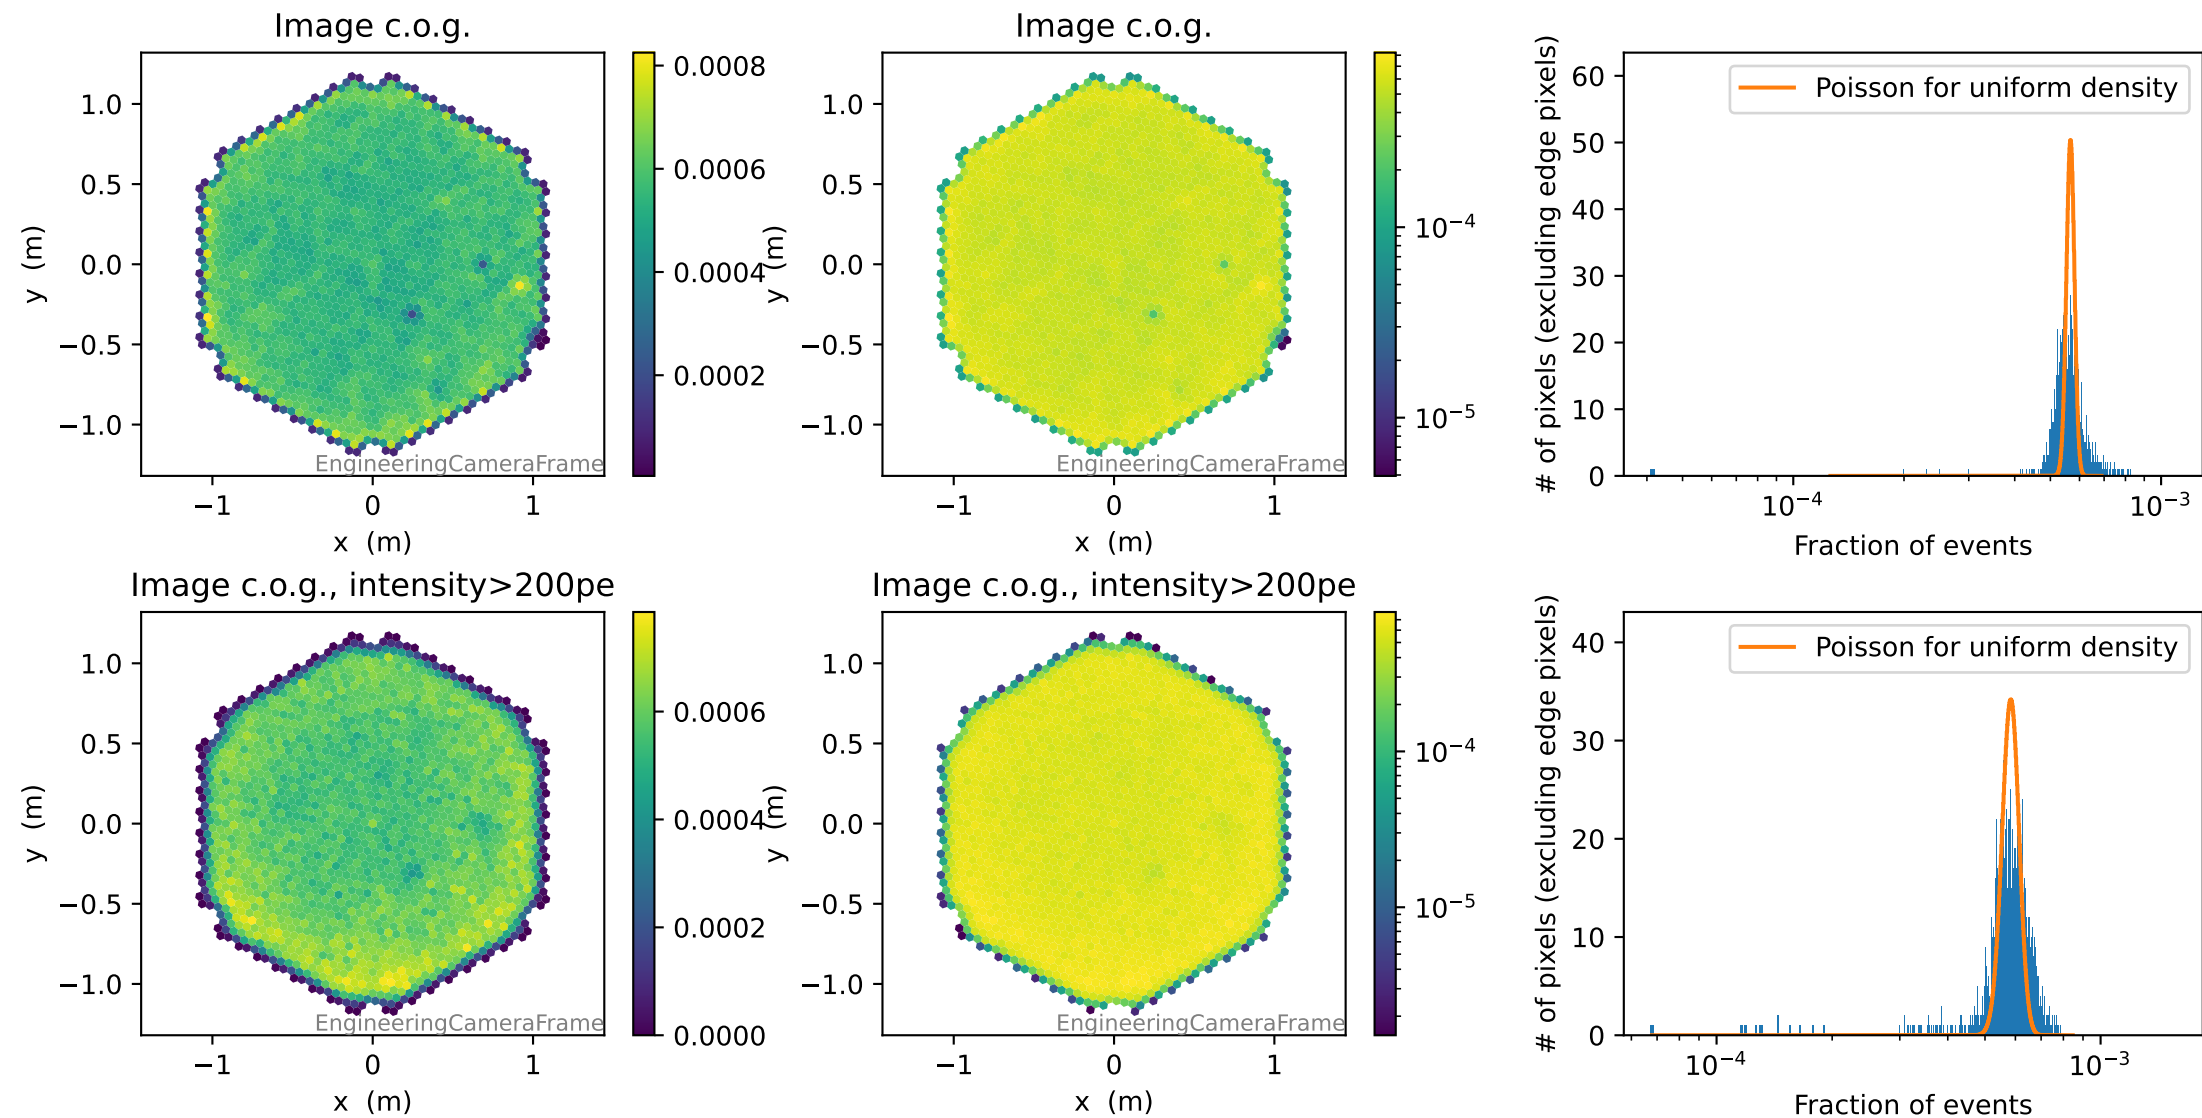 Image c.o.g.
1.0
0.5
0.0
−0.5
−1.0
y (m)
−1
0
1
x (m)
EngineeringCameraFrame
0.0008
0.0006
0.0004
0.0002
Image c.o.g.
1.0
0.5
0.0
−0.5
−1.0
y (m)
−1
0
1
x (m)
EngineeringCameraFrame
10⁻⁴
10⁻⁵
# of pixels (excluding edge pixels)
60
50
40
30
20
10
0
Poisson for uniform density
10⁻⁴
10⁻³
Fraction of events
Image c.o.g., intensity>200pe
1.0
0.5
0.0
−0.5
−1.0
y (m)
−1
0
1
x (m)
EngineeringCameraFrame
0.0006
0.0004
0.0002
0.0000
Image c.o.g., intensity>200pe
1.0
0.5
0.0
−0.5
−1.0
y (m)
−1
0
1
x (m)
EngineeringCameraFrame
10⁻⁴
10⁻⁵
# of pixels (excluding edge pixels)
40
30
20
10
0
Poisson for uniform density
10⁻⁴
10⁻³
Fraction of events